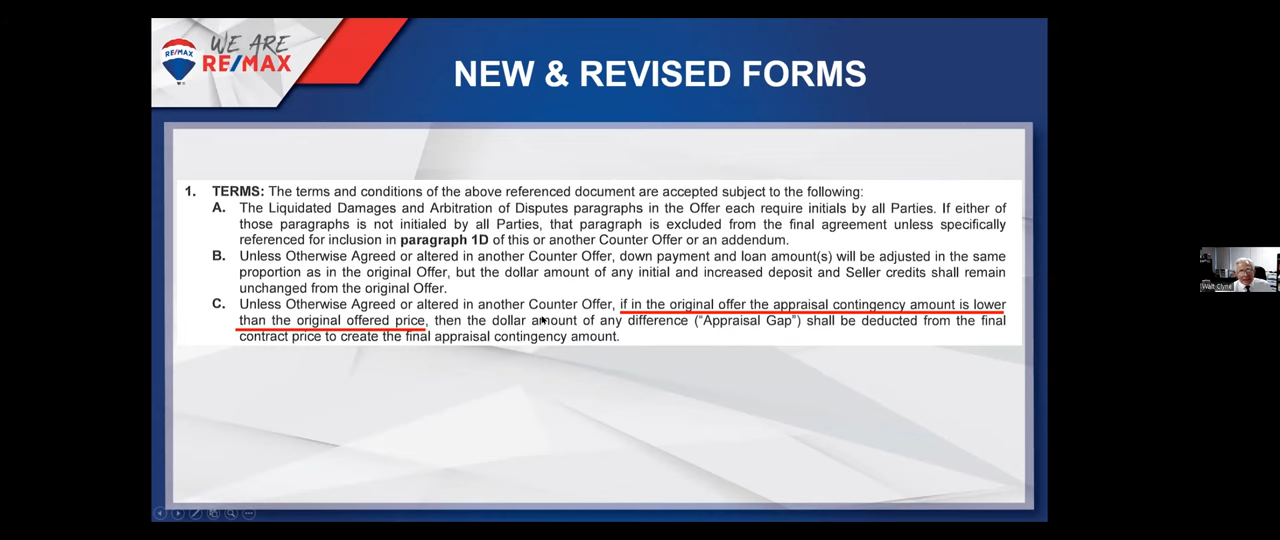 WE ARE
RE/MAX
RE/MAX
NEW & REVISED FORMS
1. TERMS: The terms and conditions of the above referenced document are accepted subject to the following:
A. The Liquidated Damages and Arbitration of Disputes paragraphs in the Offer each require initials by all Parties. If either of
those paragraphs is not initialed by all Parties, that paragraph is excluded from the final agreement unless specifically
referenced for inclusion in paragraph 1D of this or another Counter Offer or an addendum.
B. Unless Otherwise Agreed or altered in another Counter Offer, down payment and loan amount(s) will be adjusted in the same
proportion as in the original Offer, but the dollar amount of any initial and increased deposit and Seller credits shall remain
unchanged from the original Offer.
C. Unless Otherwise Agreed or altered in another Counter Offer, if in the original offer the appraisal contingency amount is lower
than the original offered price, then the dollar amount of any difference (“Appraisal Gap”) shall be deducted from the final
contract price to create the final appraisal contingency amount.
Walt Clyne